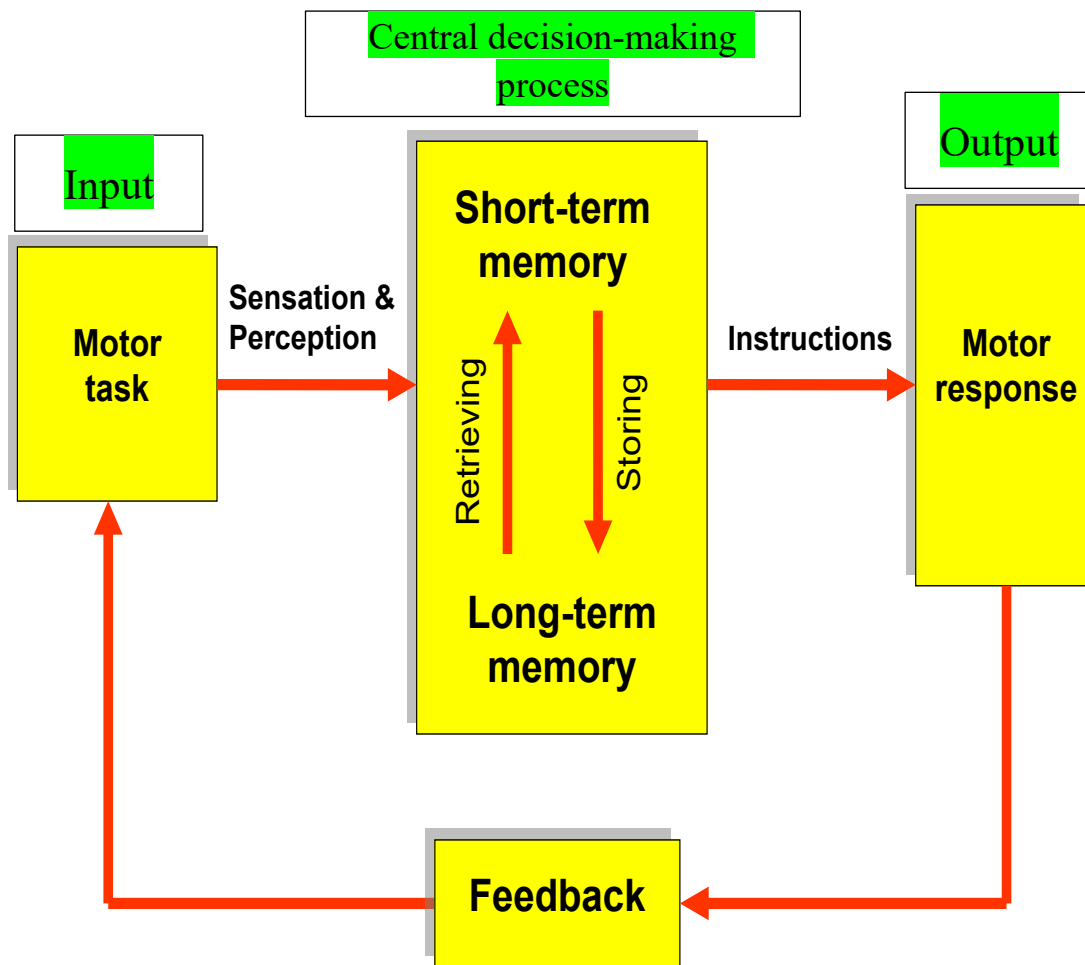 Central decision-making
process
Input
Output
Short-term
memory
Sensation &
Perception
Motor
task
Instructions
Motor
response
Retrieving
Storing
Long-term
memory
Feedback